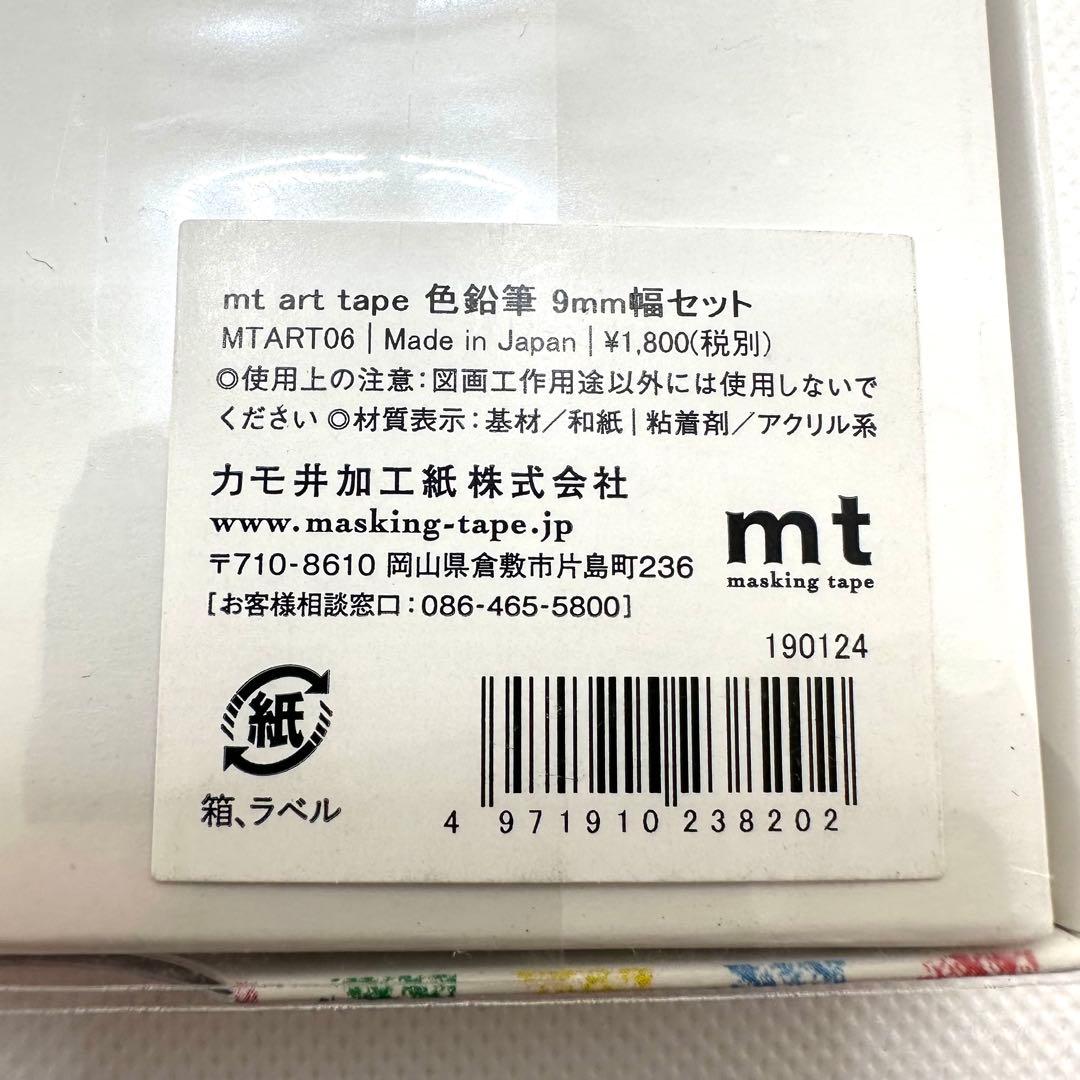 mt art tape 色鉛筆 9mm幅セット
MTART06 | Made in Japan | ¥1,800(税別)
◎使用上の注意:図画工作用途以外には使用しないで
ください ◎材質表示:基材／和紙 | 粘着剤／アクリル系
カモ井加工紙株式会社
www.masking-tape.jp
〒710-8610 岡山県倉敷市片島町236
[お客様相談窓口:086-465-5800]
mt
masking tape
190124
紙
箱、ラベル
4 971910 238202